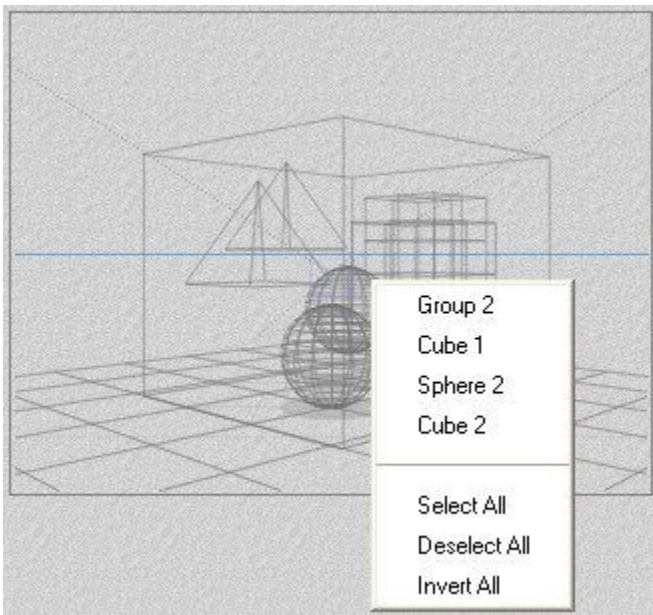 Group 2
Cube 1
Sphere 2
Cube 2
Select All
Deselect All
Invert All